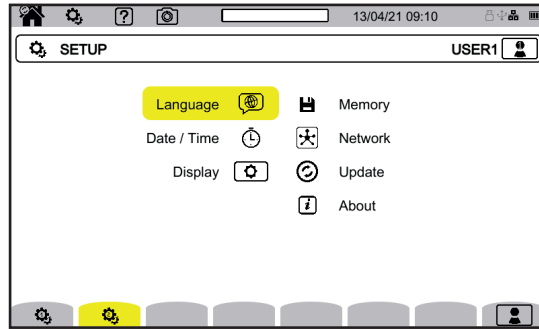 13/04/21 09:10
SETUP
USER1
Language
Memory
Date / Time
Network
Display
Update
About